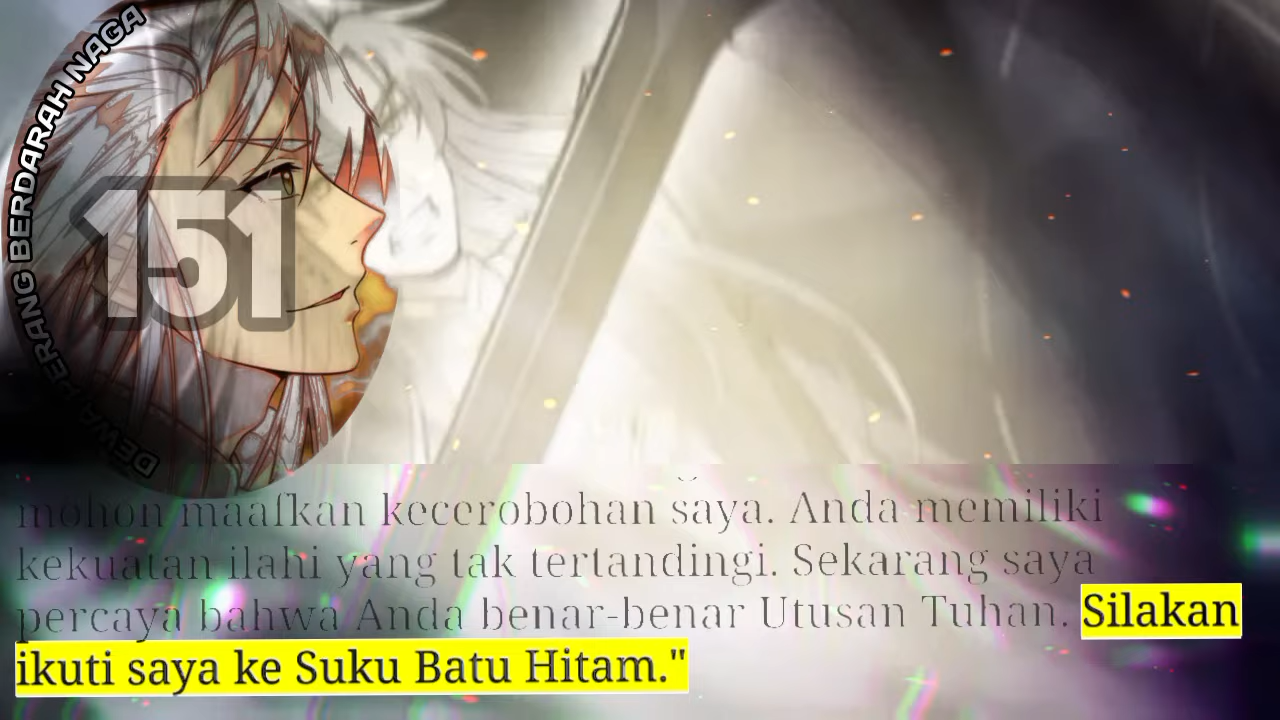 DEWA PERANG BERDARAH NAGA
151
mohon maafkan kecerobohan saya. Anda memiliki
kekuatan ilahi yang tak tertandingi. Sekarang saya
percaya bahwa Anda benar-benar Utusan Tuhan. Silakan
ikuti saya ke Suku Batu Hitam."